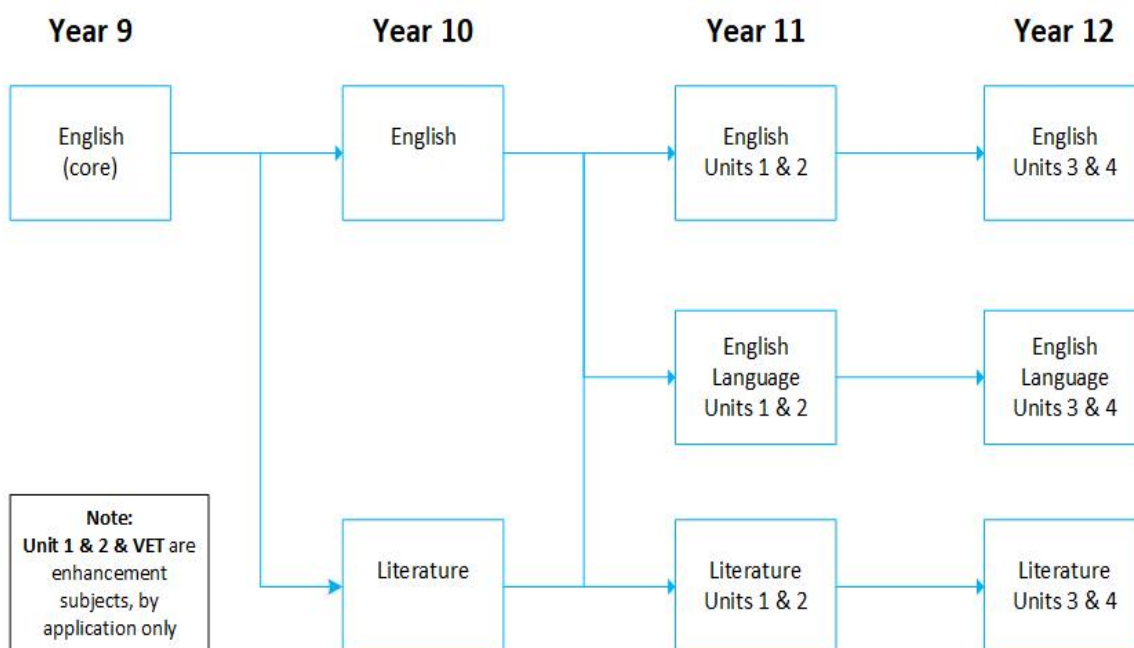 Year 9
Year 10
Year 11
Year 12
English
(core)
English
English
Units 1 & 2
English
Units 3 & 4
English
Language
Units 1 & 2
English
Language
Units 3 & 4
Note:
Unit 1 & 2 & VET are
enhancement
subjects, by
application only
Literature
Literature
Units 1 & 2
Literature
Units 3 & 4